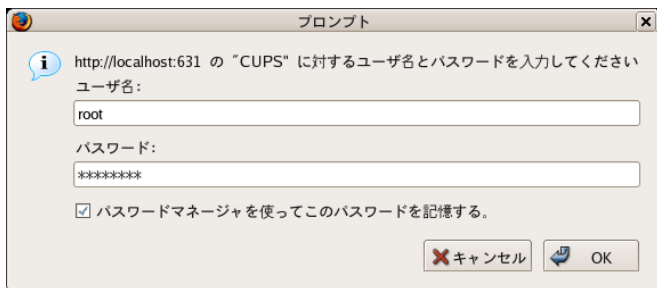 プロンプト
http://localhost:631 の "CUPS" に対するユーザ名とパスワードを入力してください
ユーザ名:
root
パスワード:
********
パスワードマネージャを使ってこのパスワードを記憶する。
キャンセル OK